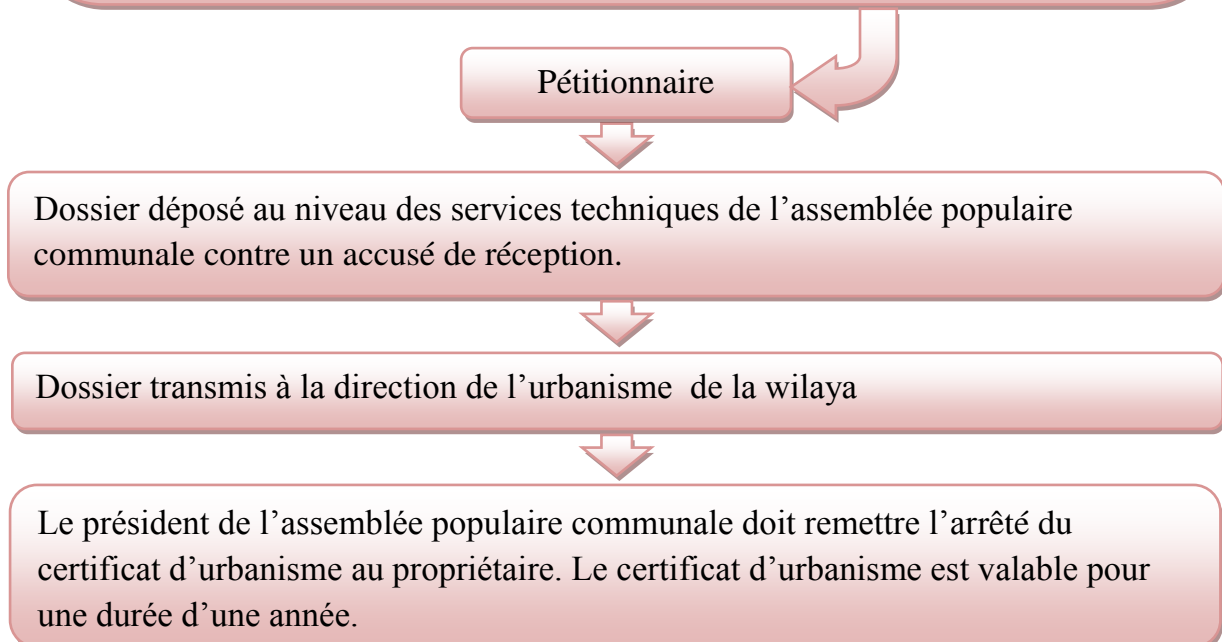 Pétitionnaire
Dossier déposé au niveau des services techniques de l’assemblée populaire
communale contre un accusé de réception.
Dossier transmis à la direction de l’urbanisme de la wilaya
Le président de l’assemblée populaire communale doit remettre l’arrêté du
certificat d’urbanisme au propriétaire. Le certificat d’urbanisme est valable pour
une durée d’une année.